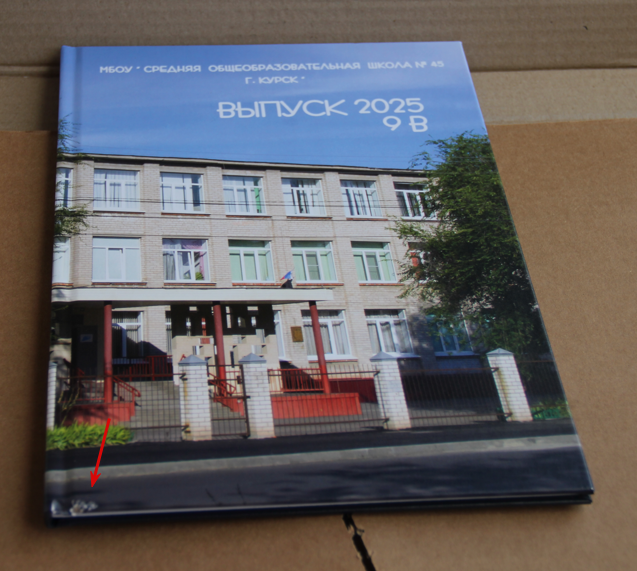 МБОУ " СРЕДНЯЯ ОБЩЕОБРАЗОВАТЕЛЬНАЯ ШКОЛА № 45
Г. КУРСК "
ВЫПУСК 2025
9 В